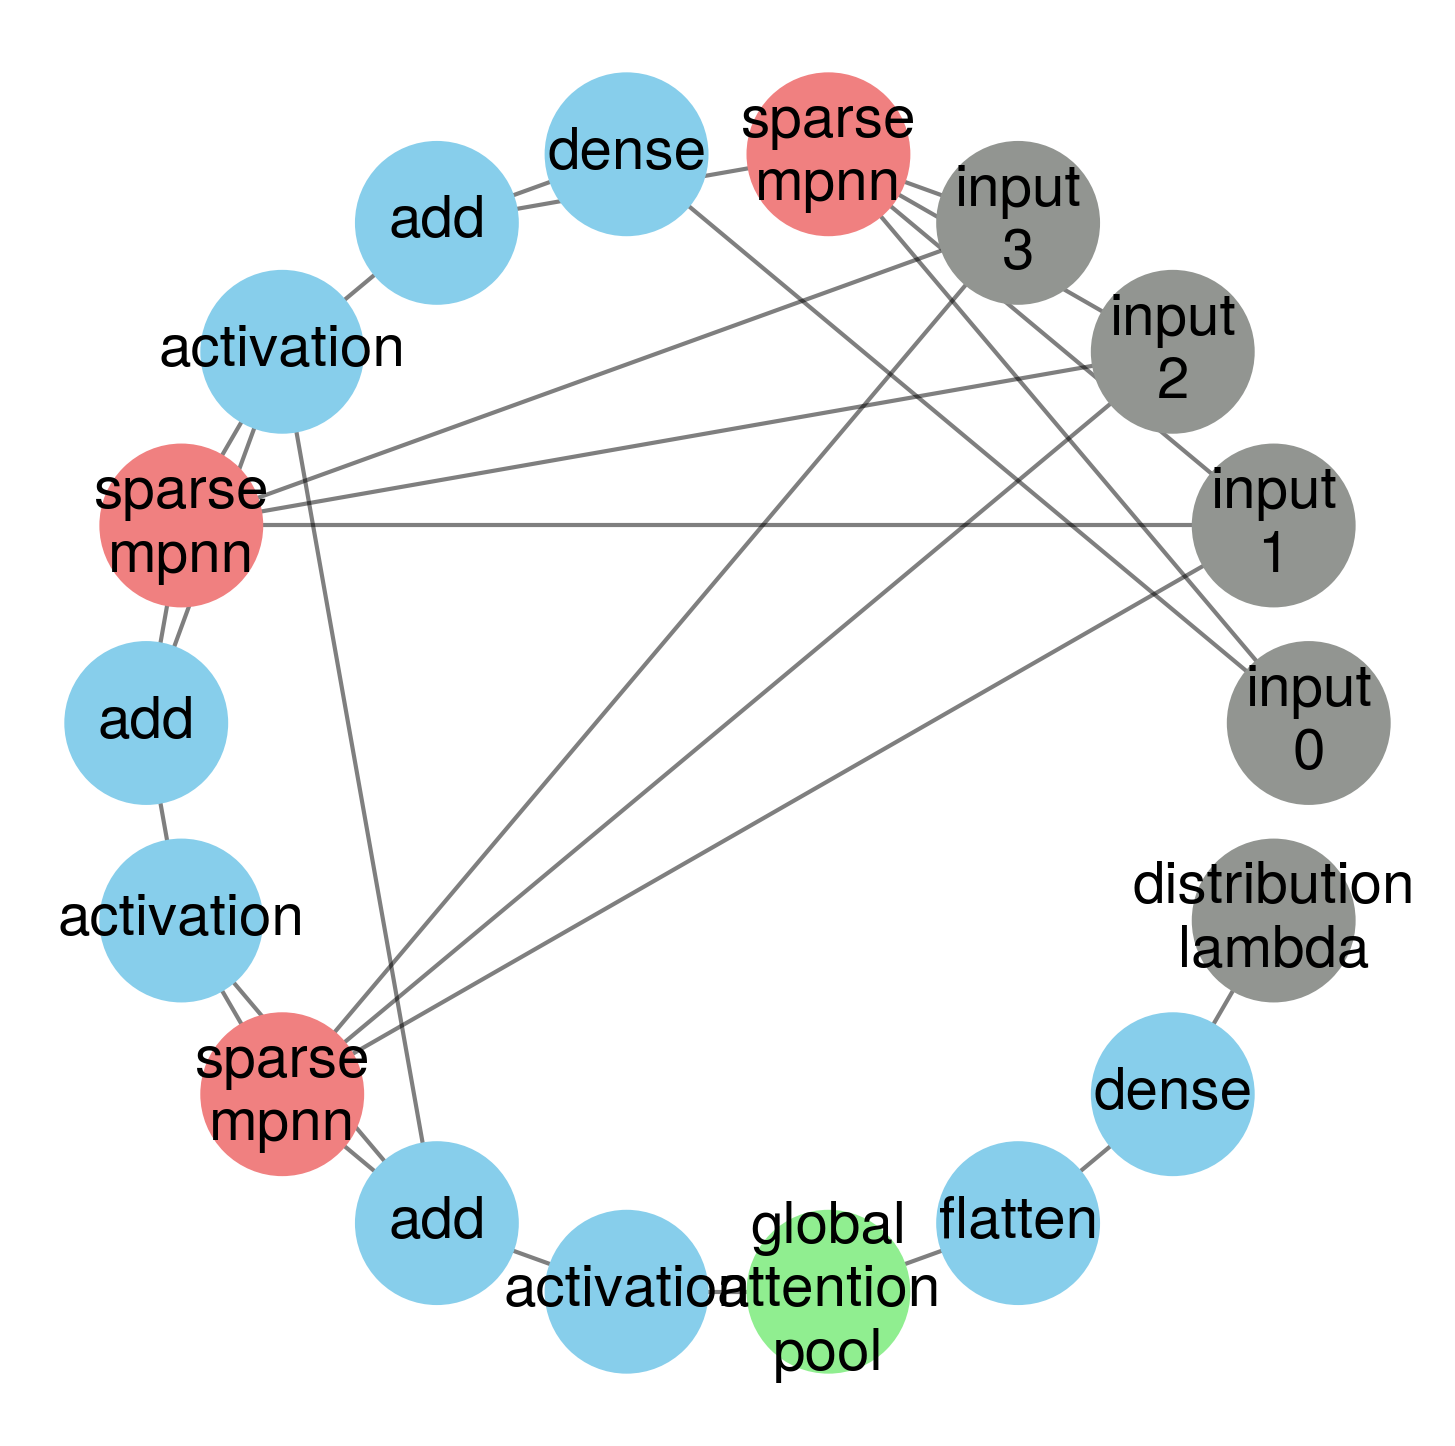 dense
sparse
mpnn
input
3
add
input
2
activation
input
1
sparse
mpnn
input
0
add
distribution
lambda
activation
dense
sparse
mpnn
flatten
add
global
attention
pool
activation